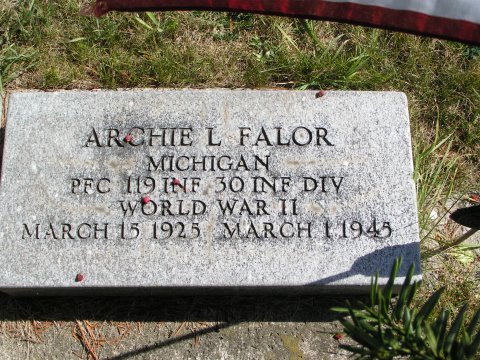 ARCHIE L FALOR
MICHIGAN
PFC 119 INF 30 INF DIV
WORLD WAR II
MARCH 15 1925 MARCH 1 1945